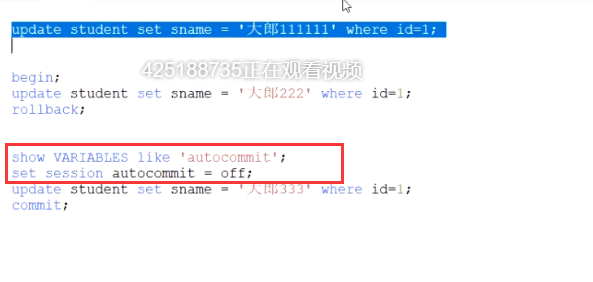 update student set sname = '大郎111111' where id=1;
425188735正在观看视频
begin;
update student set sname = '大郎222' where id=1;
rollback;
show VARIABLES like 'autocommit';
set session autocommit = off;
update student set sname = '大郎333' where id=1;
commit;